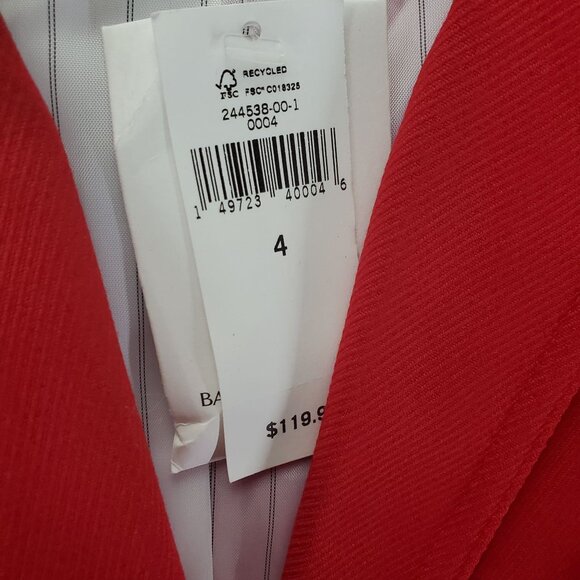 FSC
RECYCLED
FSC® C018325
244538-00-1
0004
1 49723 40004 6
4
BA
$119.9